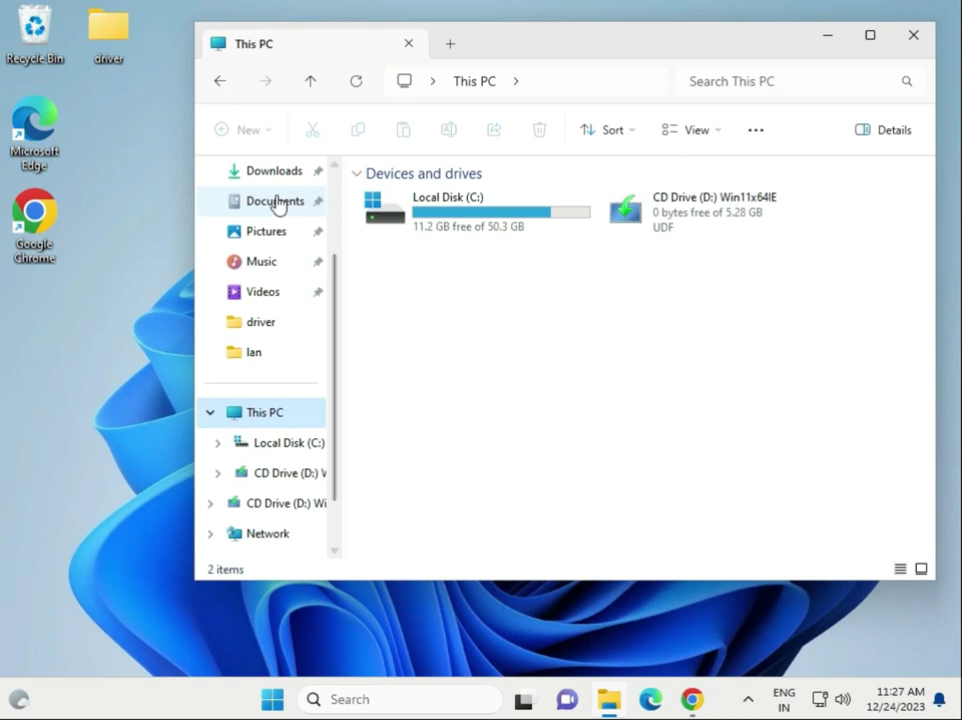 Recycle Bin
driver
Microsoft
Edge
Google
Chrome
This PC
This PC
Search This PC
New
Sort
View
Details
Downloads
Documents
Pictures
Music
Videos
driver
lan
This PC
Local Disk (C:)
CD Drive (D:) W
CD Drive (D:) Wi
Network
Devices and drives
Local Disk (C:)
11.2 GB free of 50.3 GB
CD Drive (D:) Win11x64IE
0 bytes free of 5.28 GB
UDF
2 items
Search
ENG
IN
11:27 AM
12/24/2023